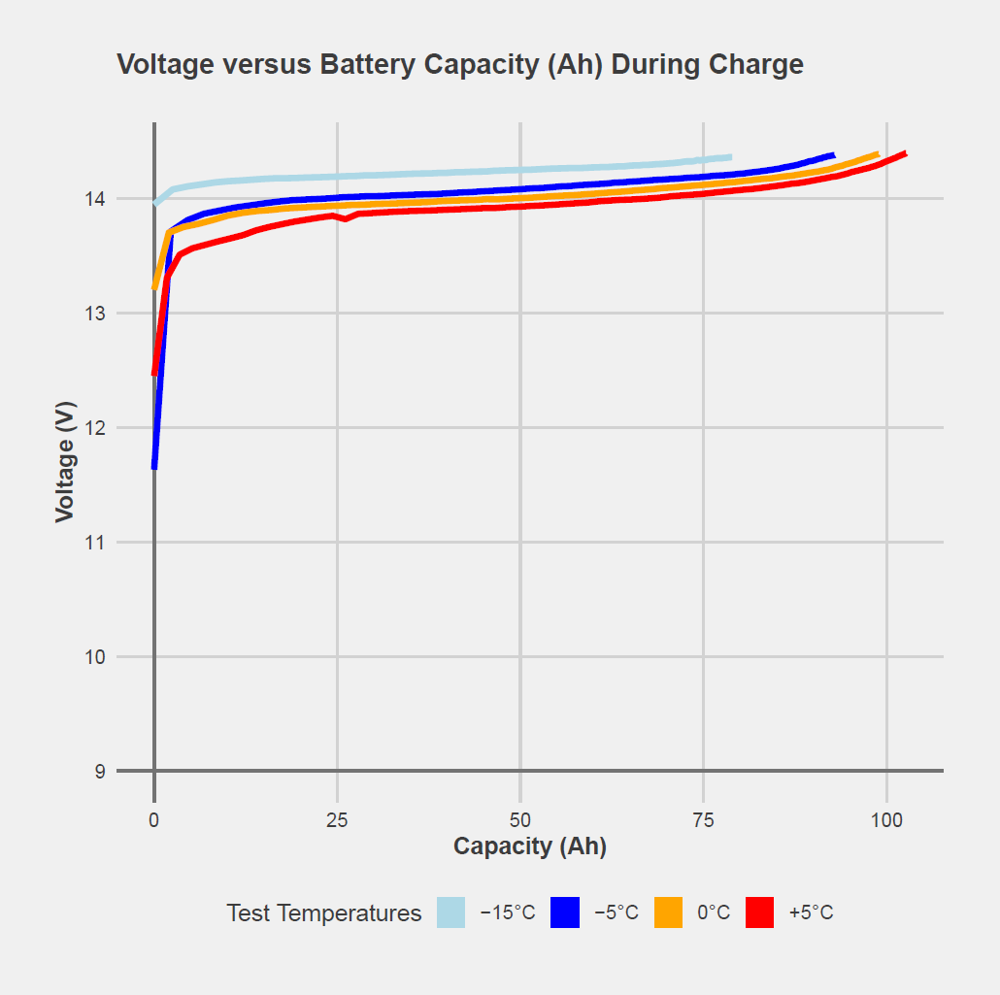 Voltage versus Battery Capacity (Ah) During Charge
14
13
12
11
10
9
Voltage (V)
0 25 50 75 100
Capacity (Ah)
Test Temperatures −15°C −5°C 0°C +5°C